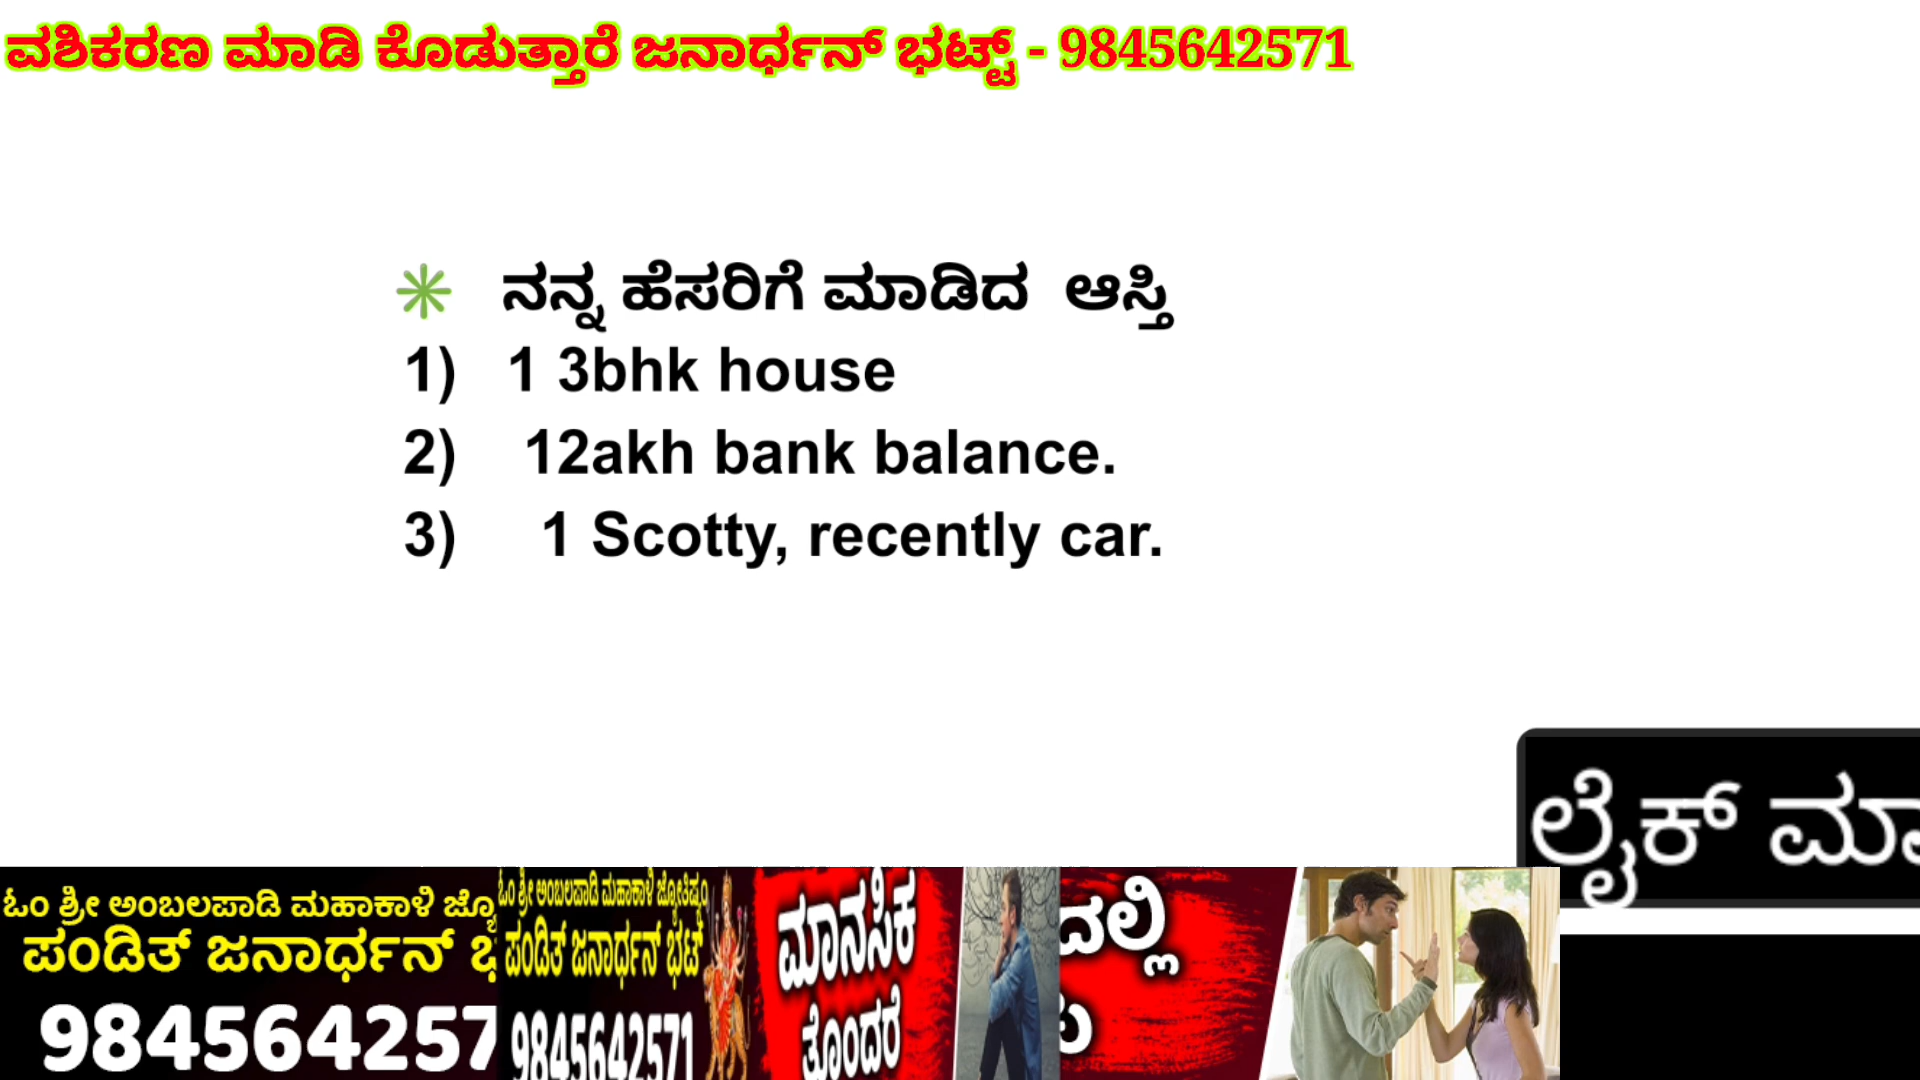 ವಶಿಕರಣ ಮಾಡಿ ಕೊಡುತ್ತಾರೆ ಜನಾರ್ಧನ್ ಭಟ್ಟ್ - 9845642571
✳ ನನ್ನ ಹೆಸರಿಗೆ ಮಾಡಿದ ಆಸ್ತಿ
1) 1 3bhk house
2) 12akh bank balance.
3) 1 Scotty, recently car.
ಲೈಕ್ ಮಾ
ಓಂ ಶ್ರೀ ಅಂಬಲಪಾಡಿ ಮಹಾಕಾಳಿ ಜ್ಯೋ
ಪಂಡಿತ್ ಜನಾರ್ಧನ್ ಭ
984564257
ಓಂ ಶ್ರೀ ಅಂಬಲಪಾಡಿ ಮಹಾಕಾಳಿ ಜ್ಯೋತಿಷ್ಯಂ
ಪಂಡಿತ್ ಜನಾರ್ಧನ್ ಭಟ್
9845642571
ಮಾನಸಿಕ
ತೊಂದರೆ
ದಲ್ಲಿ